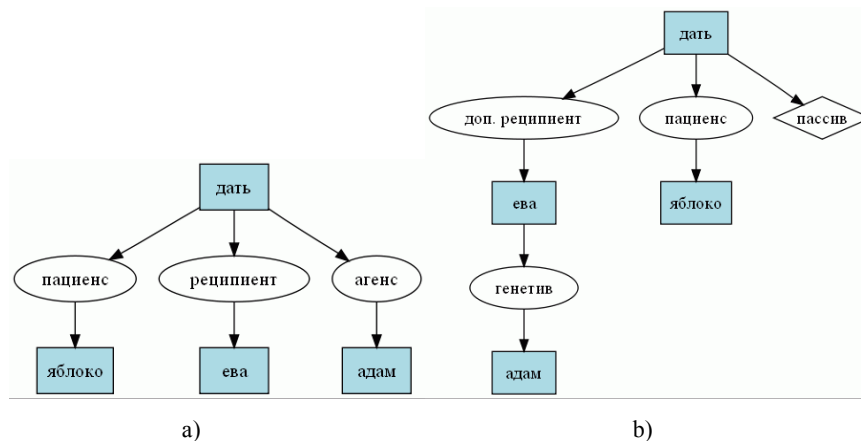 дать
доп. реципиент
пациенс
пассив
ева
яблоко
генетив
адам
дать
пациенс
реципиент
агенс
яблоко
ева
адам
a)
b)